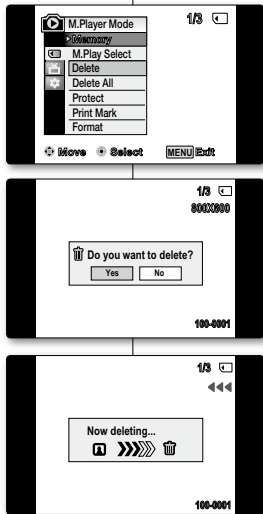 M.Player Mode
1/3
Memory
M.Play Select
Delete
Delete All
Protect
Print Mark
Format
Move
Select
MENU
Exit
1/3
800X600
Do you want to delete?
Yes
No
100-0001
1/3
Now deleting...
100-0001